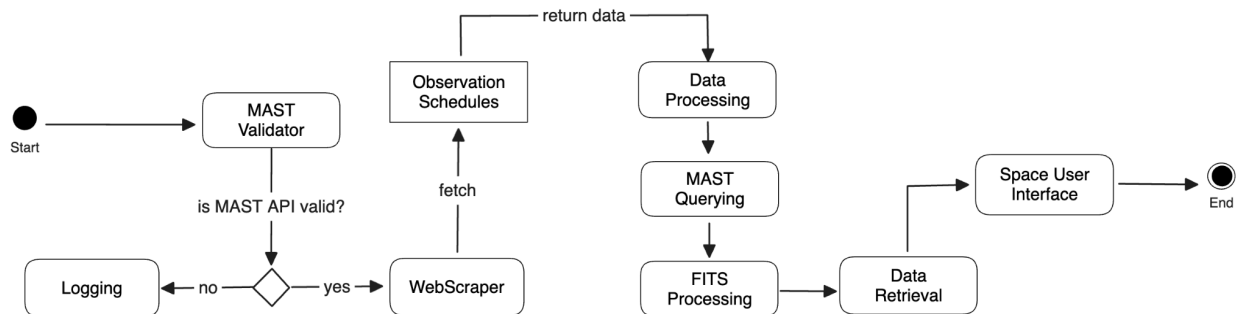 return data
Observation
Schedules
Data
Processing
Start
MAST
Validator
fetch
MAST
Querying
Space User
Interface
End
is MAST API valid?
Logging
no
yes
WebScraper
FITS
Processing
Data
Retrieval